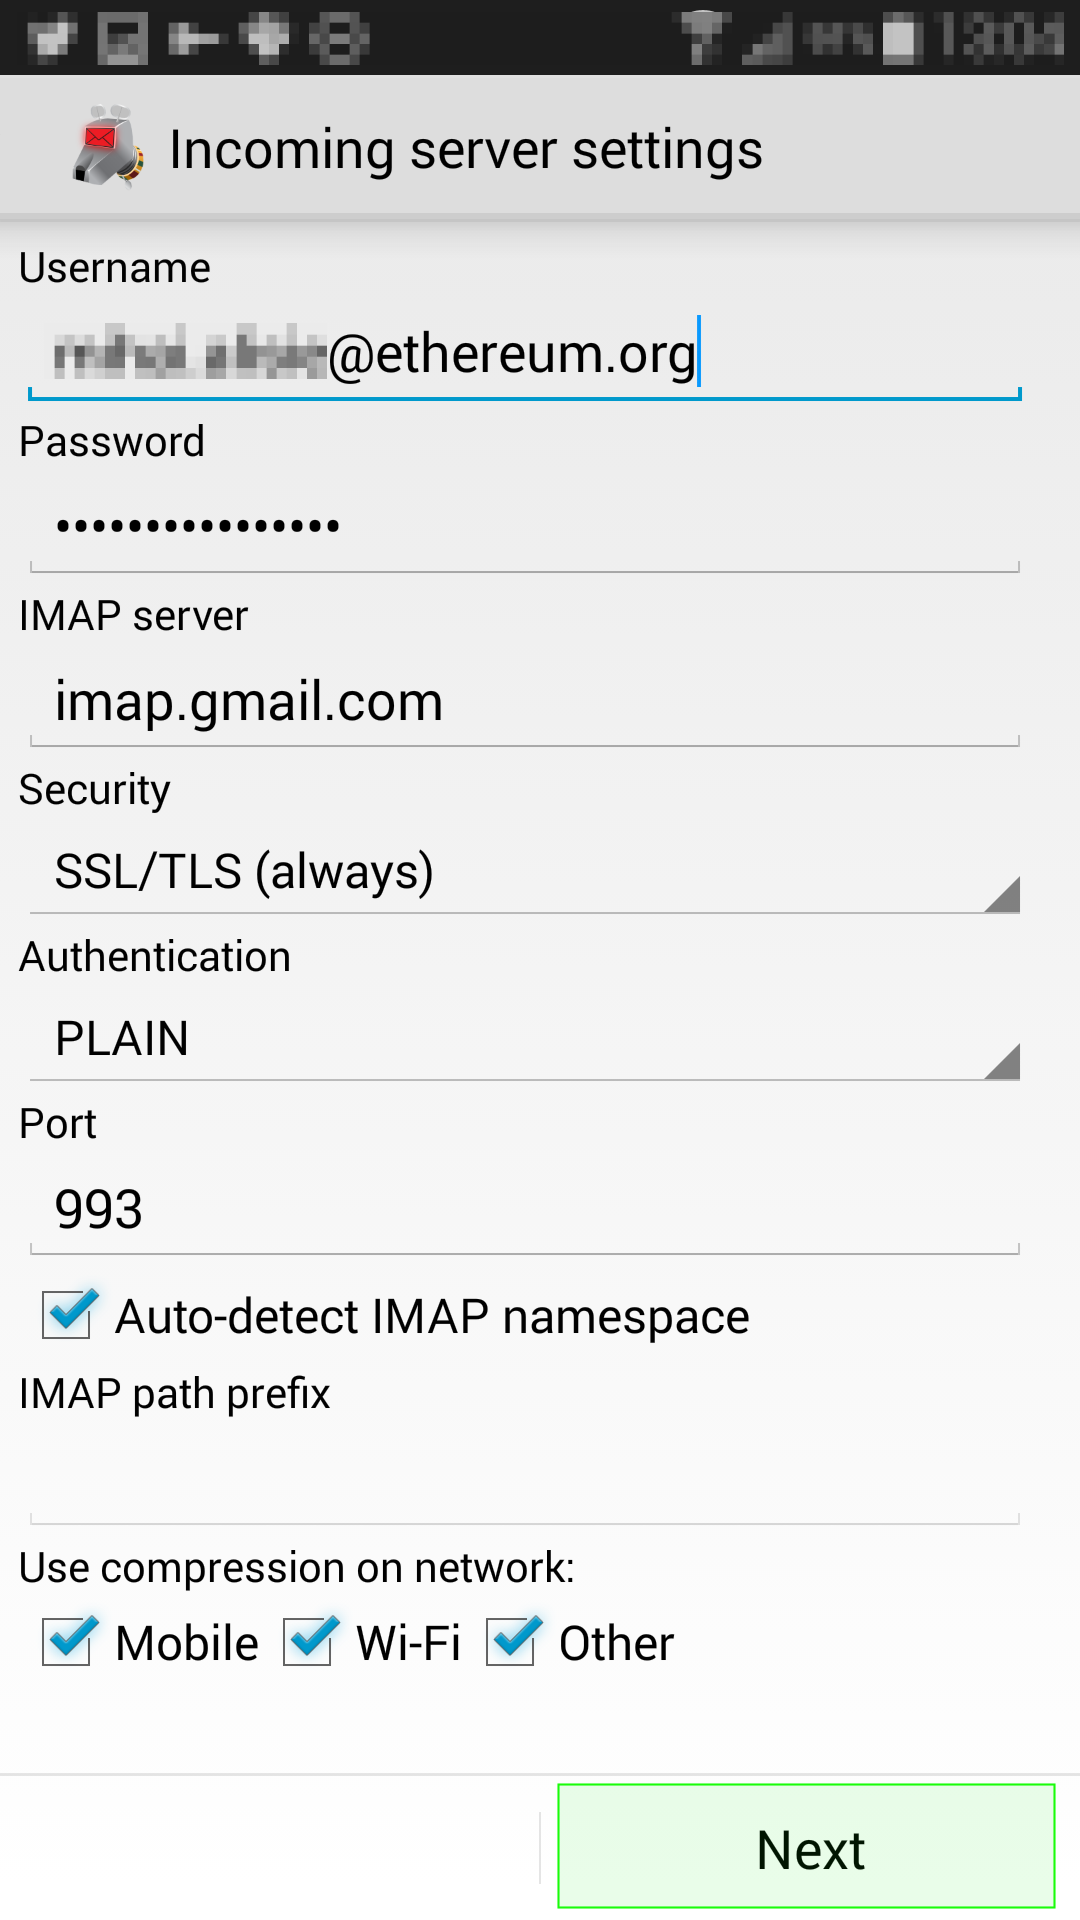 Incoming server settings
Username
@ethereum.org
Password
IMAP server
imap.gmail.com
Security
SSL/TLS (always)
Authentication
PLAIN
Port
993
Auto-detect IMAP namespace
IMAP path prefix
Use compression on network:
Mobile Wi-Fi Other
Next